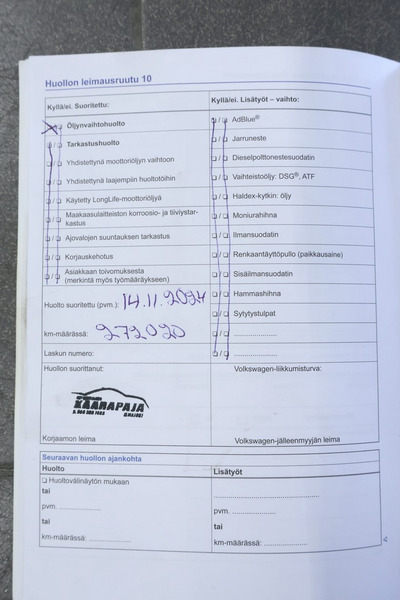 Huollon leimausruutu 10
Kyllä/ei. Suoritettu:
Kyllä/ei. Lisätyöt – vaihto:
❑/❑ Öljynvaihtohuolto
❑/❑ AdBlue®
❑/❑ Tarkastushuolto
❑/❑ Jarruneste
❑/❑ Yhdistettynä moottoriöljyn vaihtoon
❑/❑ Dieselpolttonestesuodatin
❑/❑ Yhdistettynä laajempiin huoltotöihin
❑/❑ Vaihteistoöljy: DSG®, ATF
❑/❑ Käytetty LongLife-moottoriöljyä
❑/❑ Haldex-kytkin: öljy
❑/❑ Maakaasulaitteiston korroosio- ja tiiviystar-
kastus
❑/❑ Moniurahihna
❑/❑ Ajovalojen suuntauksen tarkastus
❑/❑ Ilmansuodatin
❑/❑ Korjauskehotus
❑/❑ Renkaantäyttöpullo (paikkausaine)
❑/❑ Asiakkaan toivomuksesta
(merkintä myös työmääräykseen)
❑/❑ Sisäilmansuodatin
Huolto suoritettu (pvm.): 14.11.2024
❑/❑ Hammashihna
❑/❑ Sytytystulpat
km-määrässä: 272020
❑/❑ .....................
Laskun numero:
❑/❑ .....................
Huollon suorittanut:
Volkswagen-liikkumisturva:
KAARAPAJA
Korjaamon leima
Volkswagen-jälleenmyyjän leima
Seuraavan huollon ajankohta
Huolto
Lisätyöt
❑ Huoltovälinäytön mukaan
tai
pvm. .....................
tai
km-määrässä: .....................
.....................
pvm. .....................
tai
km-määrässä: .....................